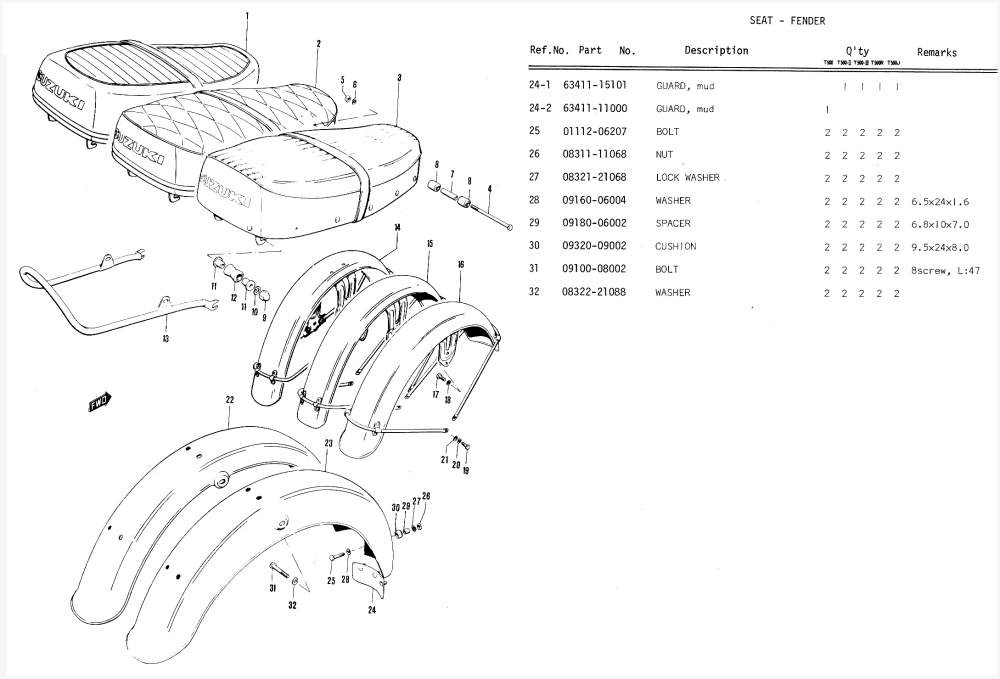 SEAT - FENDER
Ref.No. Part No. Description Q'ty Remarks
T500 T500-II T500-III T500R T500J
24-1 63411-15101 GUARD, mud 1 1 1 1
24-2 63411-11000 GUARD, mud 1
25 01112-06207 BOLT 2 2 2 2 2
26 08311-11068 NUT 2 2 2 2 2
27 08321-21068 LOCK WASHER 2 2 2 2 2
28 09160-06004 WASHER 2 2 2 2 2 6.5x24x1.6
29 09180-06002 SPACER 2 2 2 2 2 6.8x10x7.0
30 09320-09002 CUSHION 2 2 2 2 2 9.5x24x8.0
31 09100-08002 BOLT 2 2 2 2 2 8screw, L:47
32 08322-21088 WASHER 2 2 2 2 2
1
2
5
6
3
SUZUKI
SUZUKI
SUZUKI
8
7
8
4
14
15
16
11
12
11
10
9
13
17
18
FWD
22
23
21
20
19
30
29
27
26
25
28
31
32
24